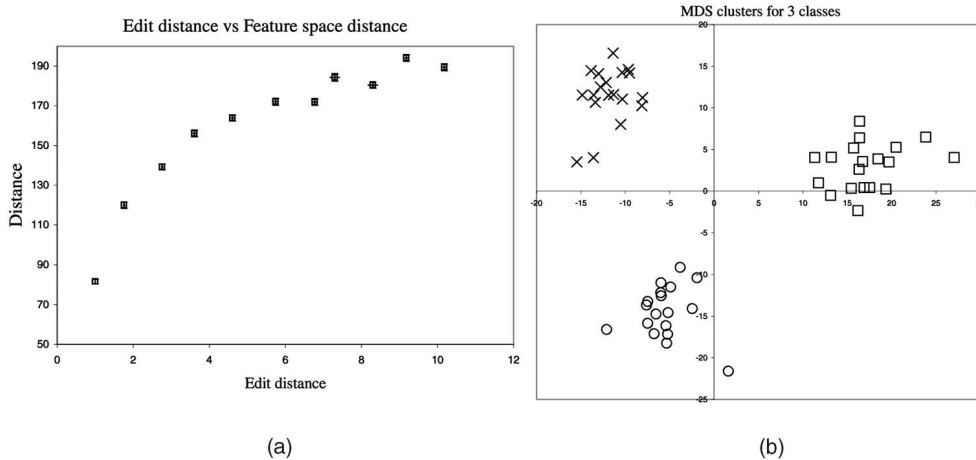 Edit distance vs Feature space distance
190
170
150
130
110
90
70
50
0 2 4 6 8 10 12
Distance
Edit distance
(a)
MDS clusters for 3 classes
20
15
10
5
0
-20 -15 -10 -5 0 5 10 15 20 25
-5
-10
-15
-20
-25
(b)